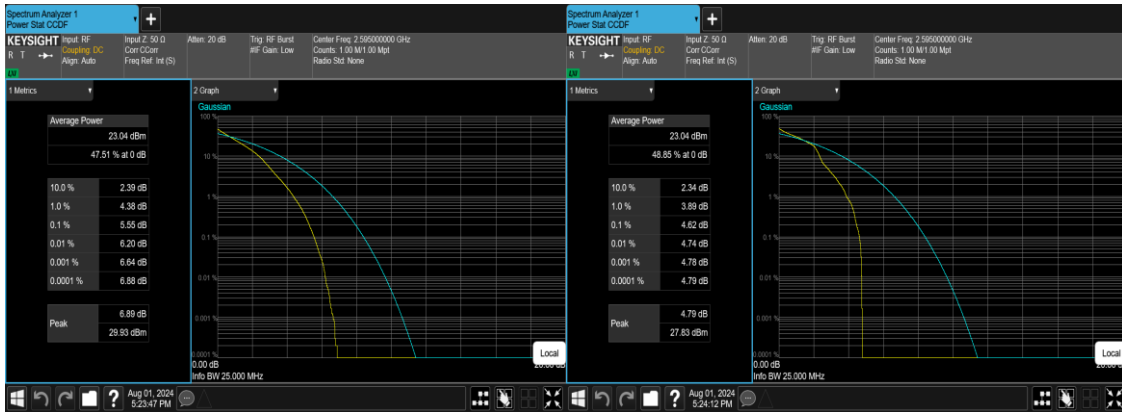 Spectrum Analyzer 1
Power Stat CCDF
KEYSIGHT
R T
Input: RF
Coupling: DC
Align: Auto
Input Z: 50 Ω
Corr CCorr
Freq Ref: Int (S)
Atten: 20 dB
Trig: RF Burst
#IF Gain: Low
Center Freq: 2.595000000 GHz
Counts: 1.00 M/1.00 Mpt
Radio Std: None
1 Metrics
Average Power
23.04 dBm
47.51 % at 0 dB
10.0 % 2.39 dB
1.0 % 4.38 dB
0.1 % 5.55 dB
0.01 % 6.20 dB
0.001 % 6.64 dB
0.0001 % 6.88 dB
Peak
6.89 dB
29.93 dBm
2 Graph
Gaussian
100 %
10 %
1 %
0.1 %
0.01 %
0.001 %
0.0001 %
0.00 dB
Info BW 25.000 MHz
Local
?
Aug 01, 2024
5:23:47 PM
Spectrum Analyzer 1
Power Stat CCDF
KEYSIGHT
R T
Input: RF
Coupling: DC
Align: Auto
Input Z: 50 Ω
Corr CCorr
Freq Ref: Int (S)
Atten: 20 dB
Trig: RF Burst
#IF Gain: Low
Center Freq: 2.595000000 GHz
Counts: 1.00 M/1.00 Mpt
Radio Std: None
1 Metrics
Average Power
23.04 dBm
48.85 % at 0 dB
10.0 % 2.34 dB
1.0 % 3.89 dB
0.1 % 4.62 dB
0.01 % 4.74 dB
0.001 % 4.78 dB
0.0001 % 4.79 dB
Peak
4.79 dB
27.83 dBm
2 Graph
Gaussian
100 %
10 %
1 %
0.1 %
0.01 %
0.001 %
0.0001 %
0.00 dB
Info BW 25.000 MHz
Local
?
Aug 01, 2024
5:24:12 PM